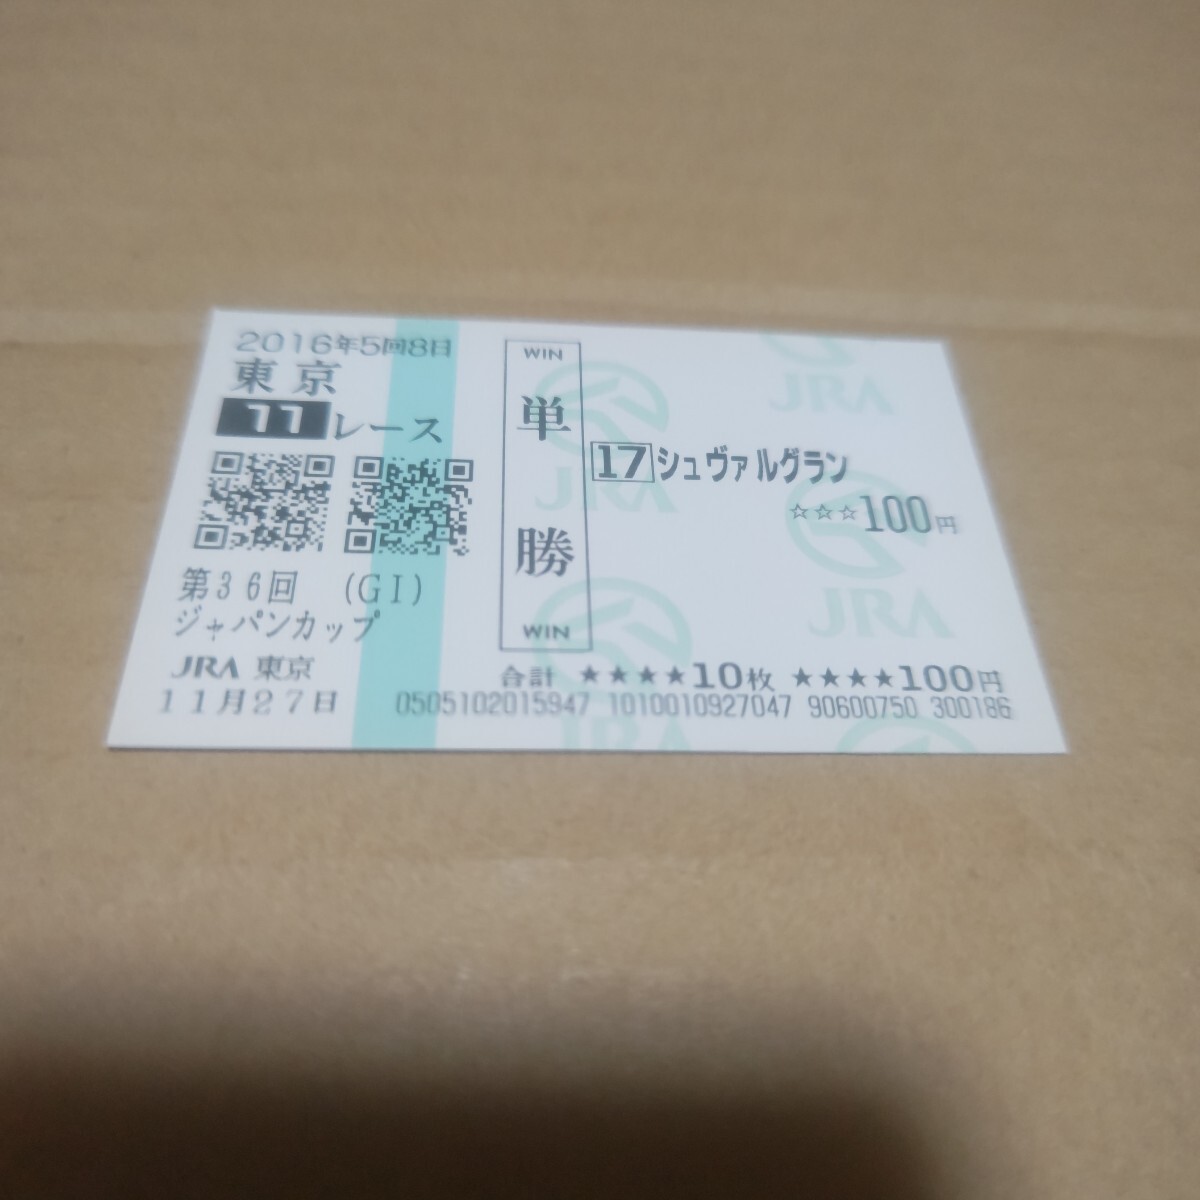 2016年5回8日
東京
11レース
第36回 (GI)
ジャパンカップ
JRA 東京
11月27日
WIN
単勝
WIN
17 シュヴァルグラン
☆☆☆100円
合計 ★★★★10枚 ★★★★100円
0505102015947 1010010927047 90600750 300186
JRA
JRA
JRA
JRA